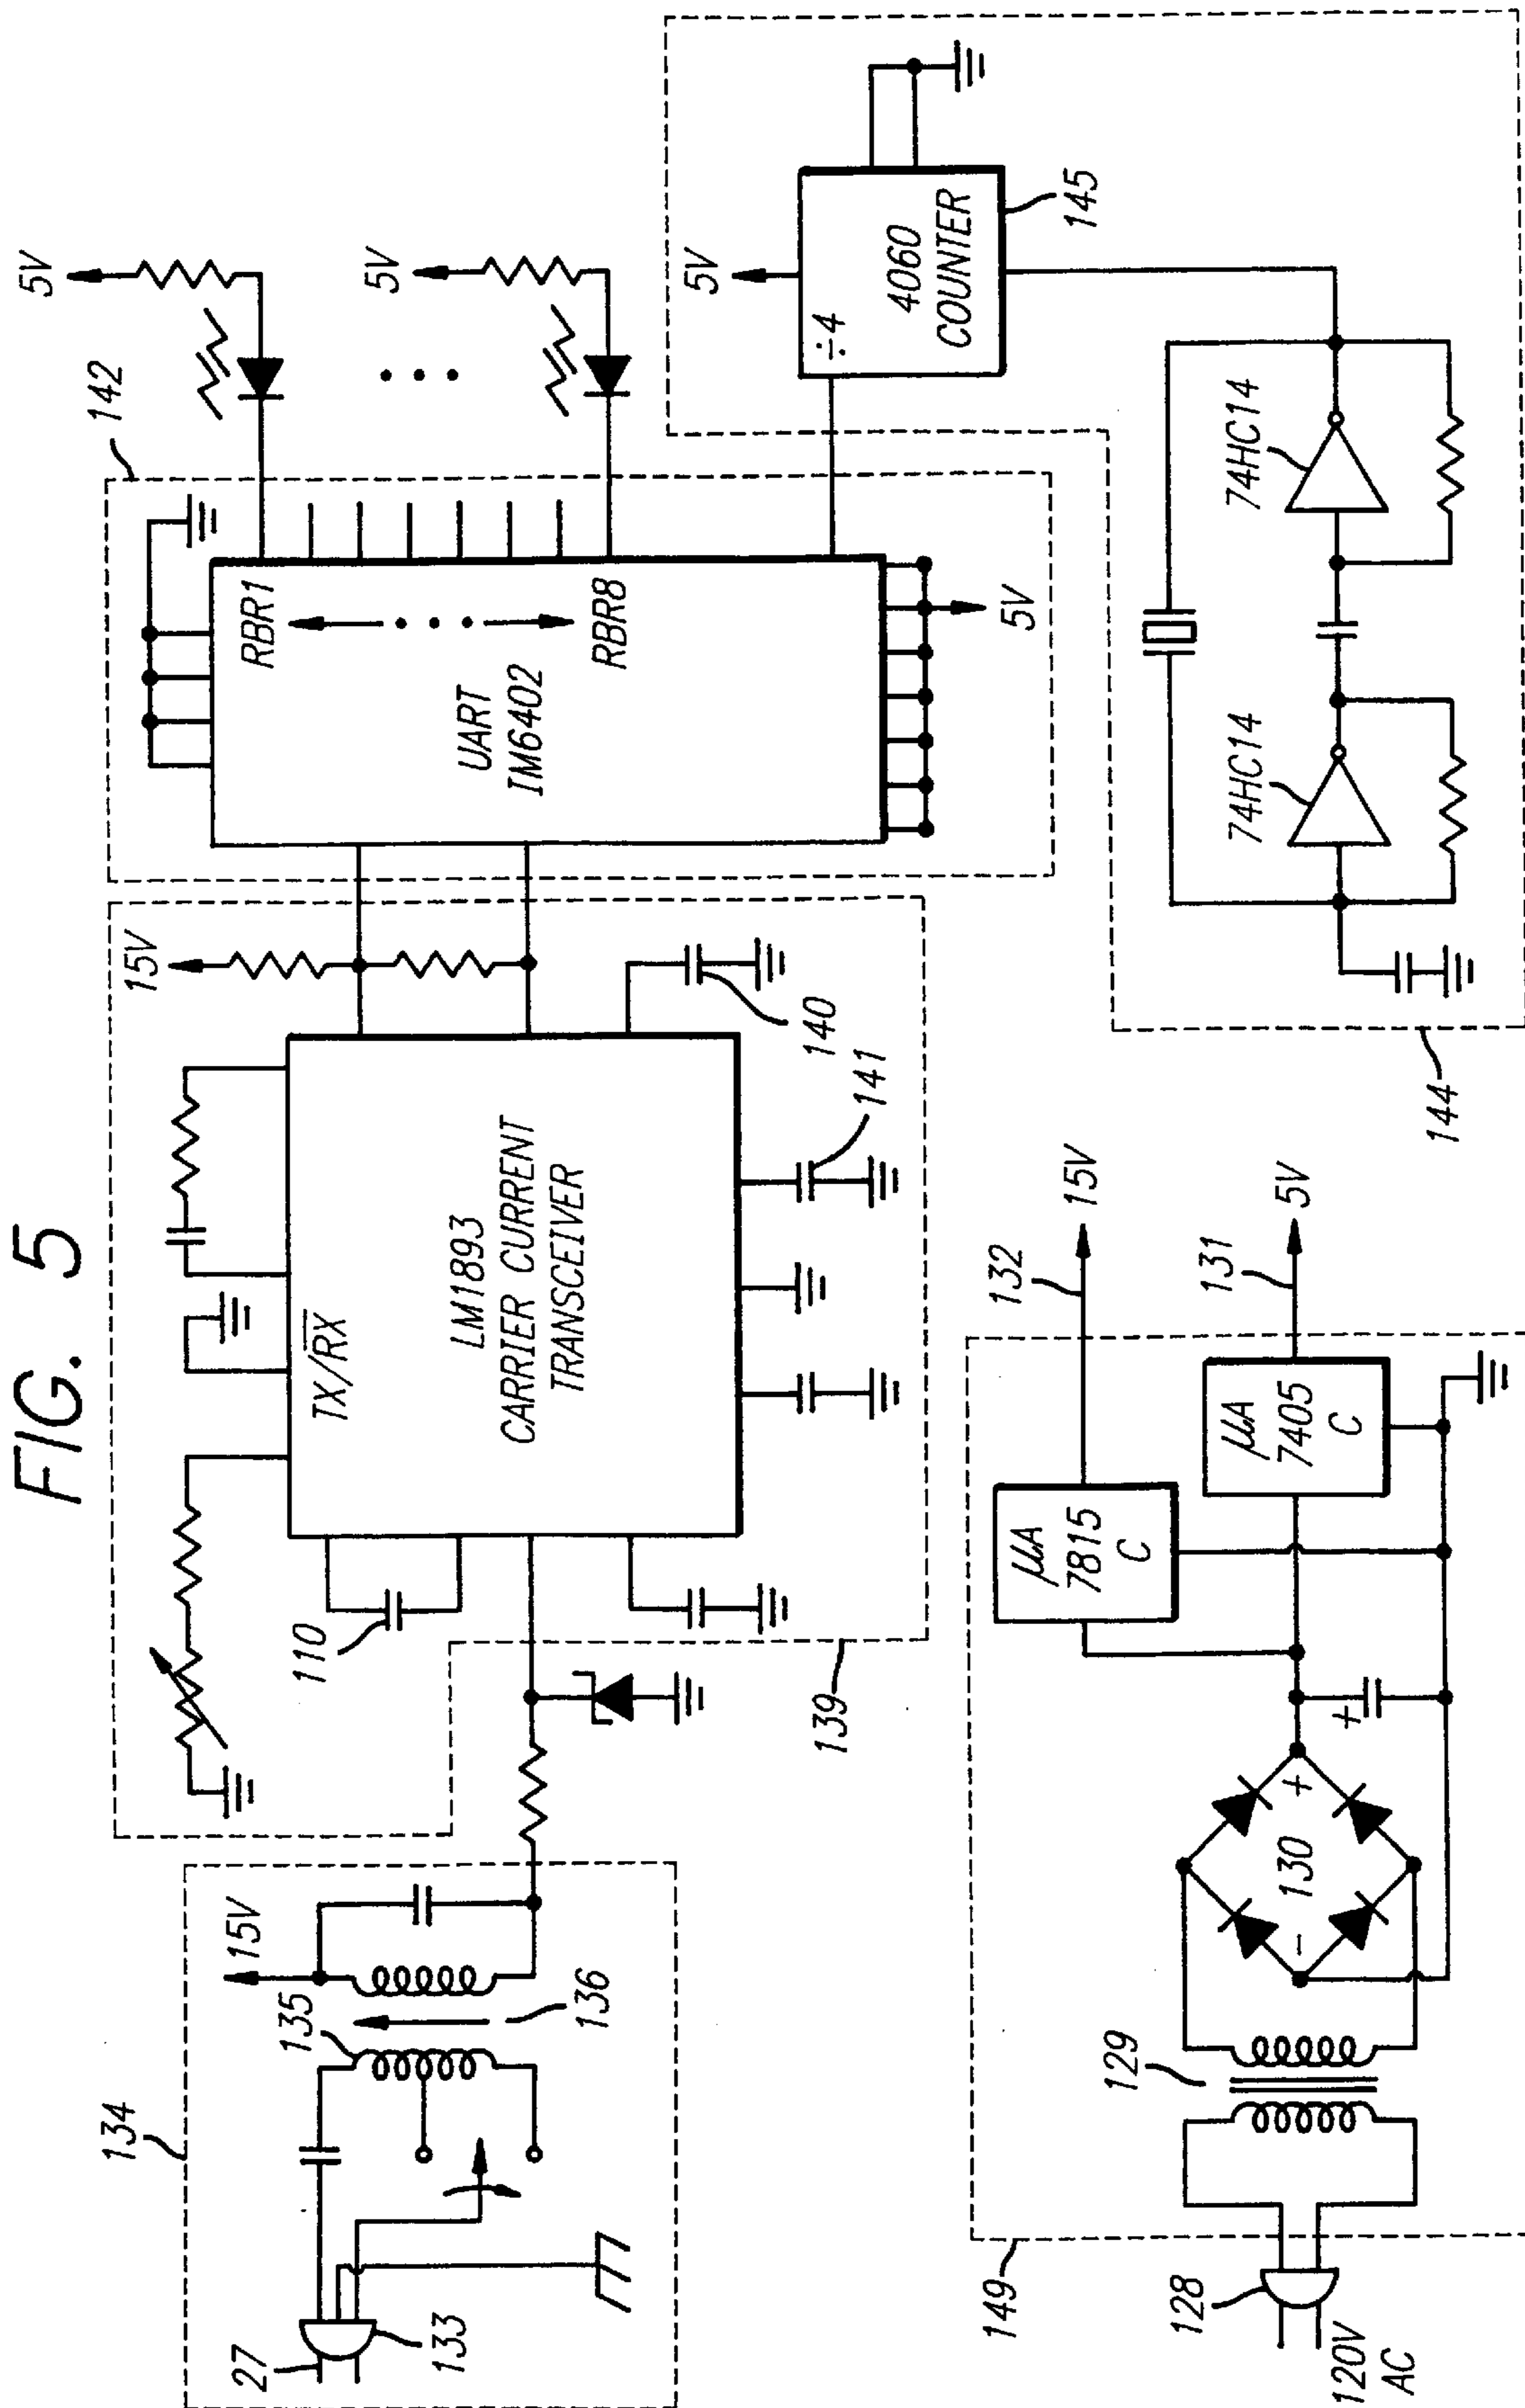 FIG. 5
27
133
134
135
136
15V
139
110
TX/RX
LM1893
CARRIER CURRENT
TRANSCEIVER
15V
140
141
142
UART
IM6402
RBR1
RBR8
5V
5V
5V
5V
÷4
4060
COUNTER
145
74HC14
74HC14
144
149
128
120V
AC
129
130
+
-
+
μA
7815
C
μA
7405
C
132
15V
131
5V